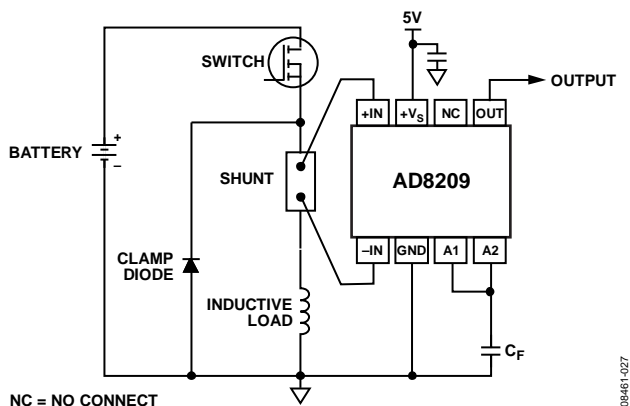 5V
SWITCH
OUTPUT
+IN
+VS
NC
OUT
BATTERY
+
–
SHUNT
AD8209
CLAMP
DIODE
–IN
GND
A1
A2
INDUCTIVE
LOAD
CF
NC = NO CONNECT
08461-027